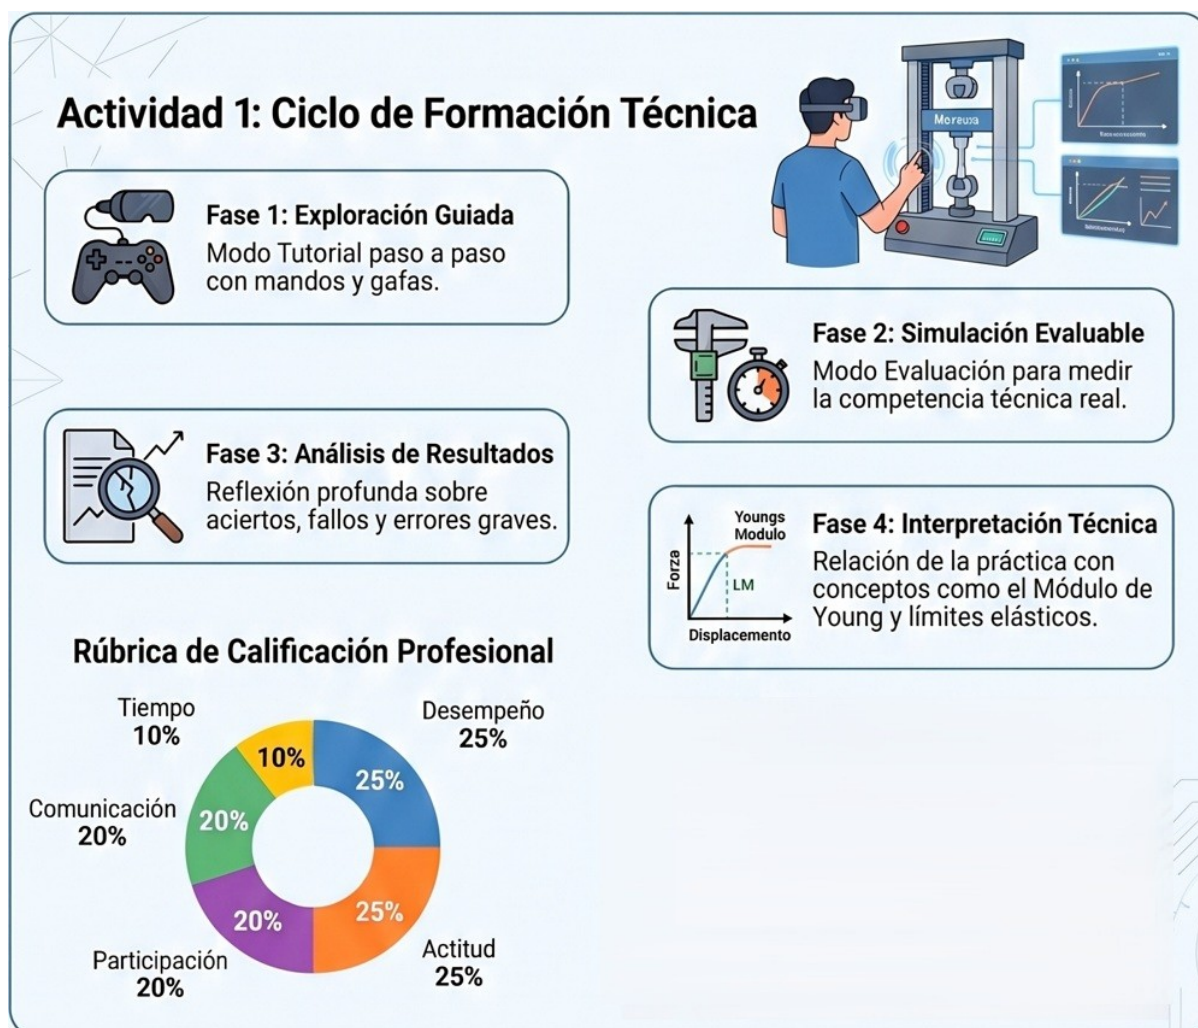 Actividad 1: Ciclo de Formación Técnica
Fase 1: Exploración Guiada
Modo Tutorial paso a paso
con mandos y gafas.
Fase 2: Simulación Evaluable
Modo Evaluación para medir
la competencia técnica real.
Fase 3: Análisis de Resultados
Reflexión profunda sobre
aciertos, fallos y errores graves.
Youngs
Modulo
Forza
LM
Displacemento
Fase 4: Interpretación Técnica
Relación de la práctica con
conceptos como el Módulo de
Young y límites elásticos.
Rúbrica de Calificación Profesional
Tiempo
10%
Desempeño
25%
10%
25%
Comunicación
20%
20%
20%
25%
Participación
20%
Actitud
25%